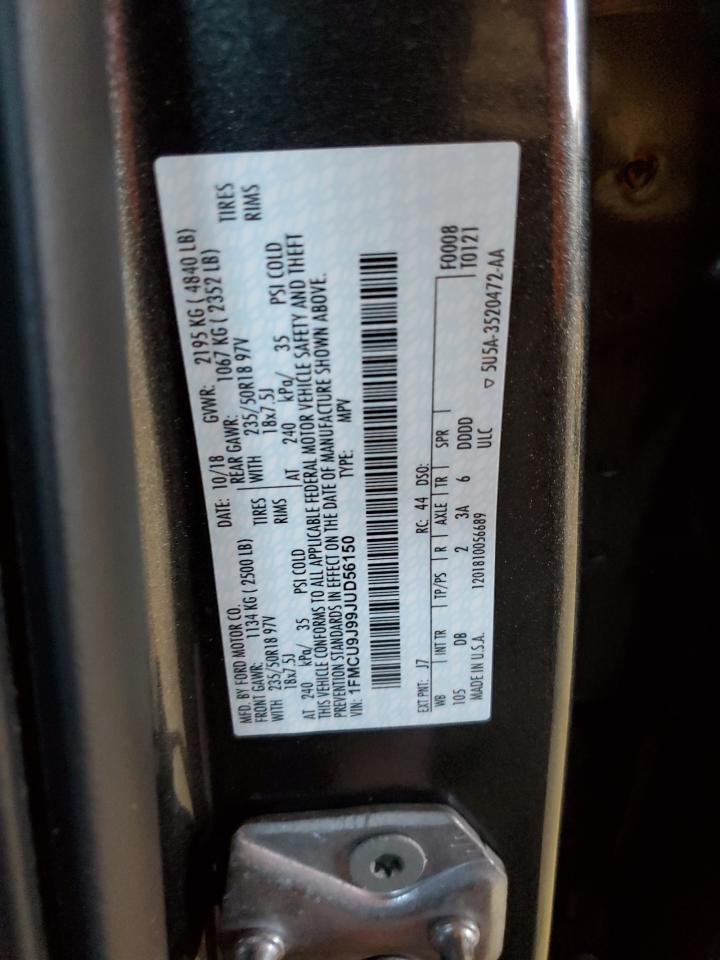 MFD. BY FORD MOTOR CO. DATE: 10/18 GVWR: 2195 KG ( 4840 LB)
FRONT GAWR: 1134 KG ( 2500 LB) REAR GAWR: 1067 KG ( 2352 LB)
WITH 235/50R18 97V TIRES WITH 235/50R18 97V TIRES
18x7.5J RIMS 18x7.5J RIMS
AT 240 kPa/ 35 PSI COLD AT 240 kPa/ 35 PSI COLD
THIS VEHICLE CONFORMS TO ALL APPLICABLE FEDERAL MOTOR VEHICLE SAFETY AND THEFT
PREVENTION STANDARDS IN EFFECT ON THE DATE OF MANUFACTURE SHOWN ABOVE.
VIN: 1FMCU9J99JUD56150 TYPE: MPV
EXT PNT: J7 RC: 44 DSO: F0008
WB INT TR TP/PS R AXLE TR SPR T0121
105 DB 2 3A 6 DDDD
MADE IN U.S.A. 1201810056689 ULC ▽ 5U5A-3520472-AA